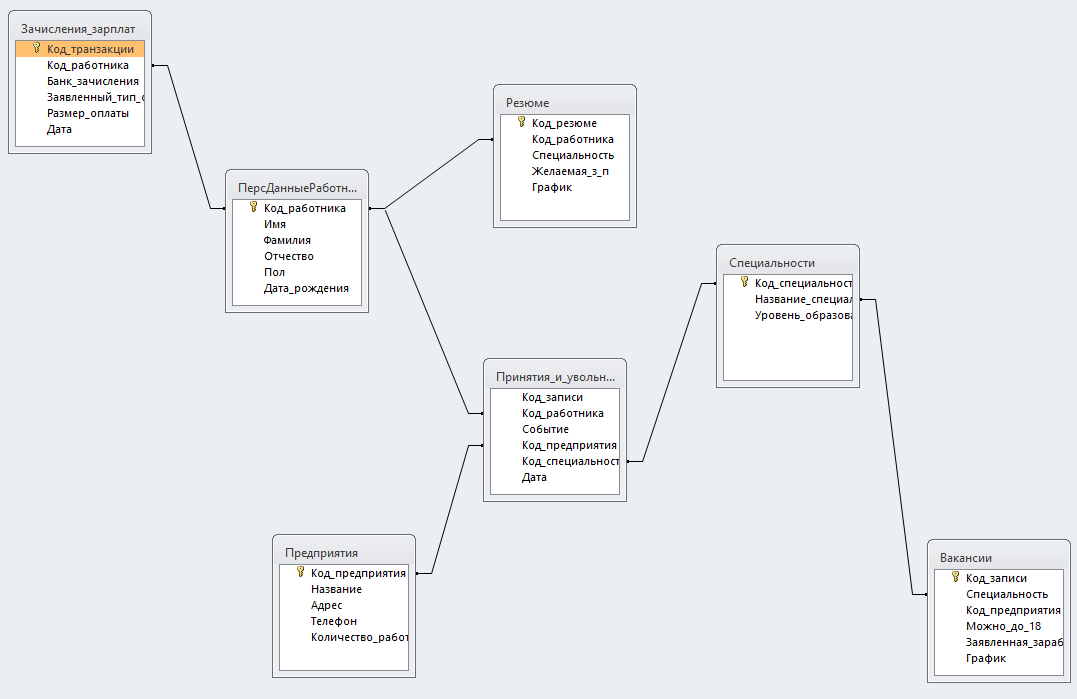 Зачисления_зарплат
Код_транзакции
Код_работника
Банк_зачисления
Заявленный_тип_
Размер_оплаты
Дата
Резюме
Код_резюме
Код_работника
Специальность
Желаемая_з_п
График
ПерсДанныеРаботн...
Код_работника
Имя
Фамилия
Отчество
Пол
Дата_рождения
Специальности
Код_специальност
Название_специал
Уровень_образова
Принятия_и_увольн...
Код_записи
Код_работника
Событие
Код_предприятия
Код_специальност
Дата
Предприятия
Код_предприятия
Название
Адрес
Телефон
Количество_работ
Вакансии
Код_записи
Специальность
Код_предприятия
Можно_до_18
Заявленная_зараб
График